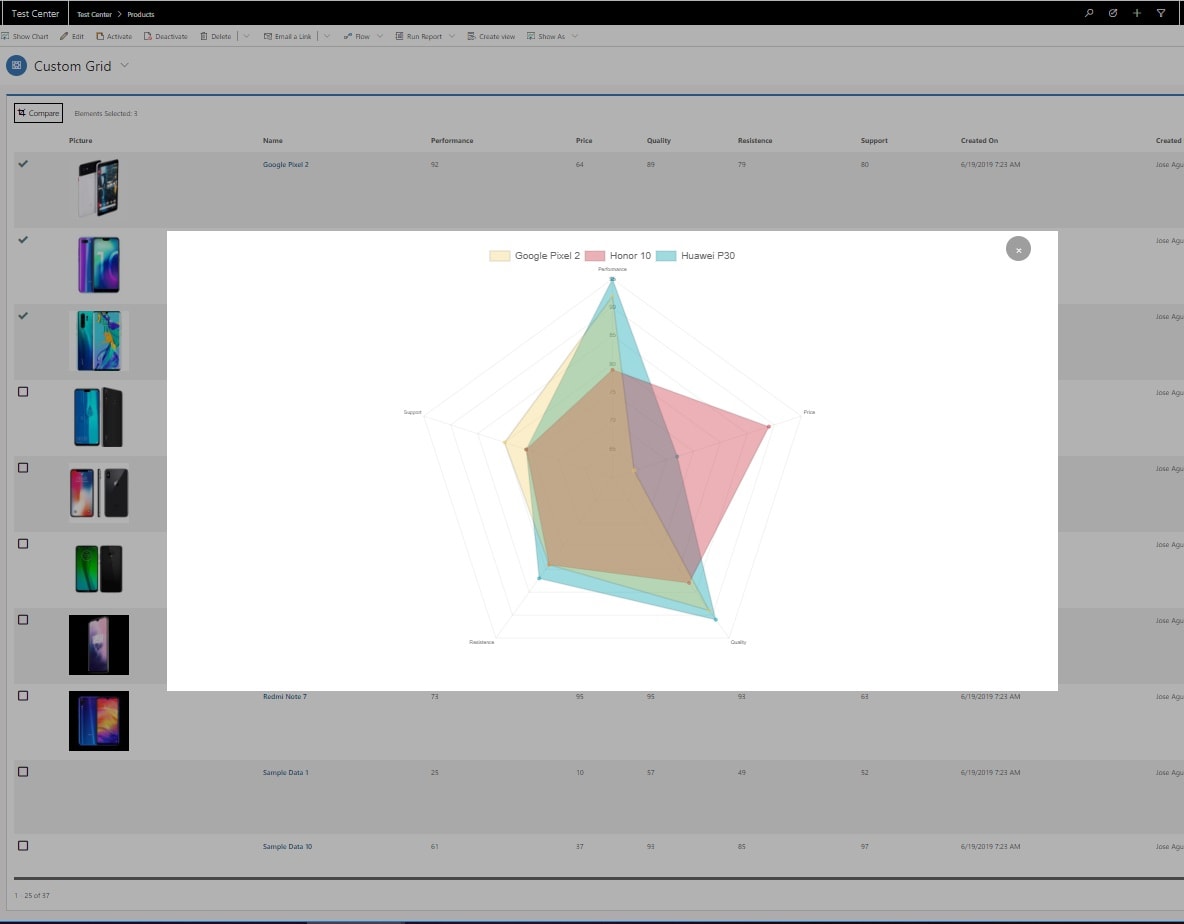 Test Center Test Center > Products
Show Chart Edit Activate Deactivate Delete Email a Link Flow Run Report Create view Show As
Custom Grid
Compare Elements Selected: 3
Picture Name Performance Price Quality Resistence Support Created On Created
Google Pixel 2 92 64 89 79 80 6/19/2019 7:23 AM Jose Agu
Jose Agu
Google Pixel 2 Honor 10 Huawei P30
Performance
Jose Agu
90
85
80
75
70
65
Support Price
Jose Agu
Jose Agu
Jose Agu
Jose Agu
Resistence Quality
Redmi Note 7 73 95 95 93 63 6/19/2019 7:23 AM Jose Agu
Sample Data 1 25 10 57 49 52 6/19/2019 7:23 AM Jose Agu
Sample Data 10 61 37 93 85 97 6/19/2019 7:23 AM Jose Agu
1 - 25 of 37